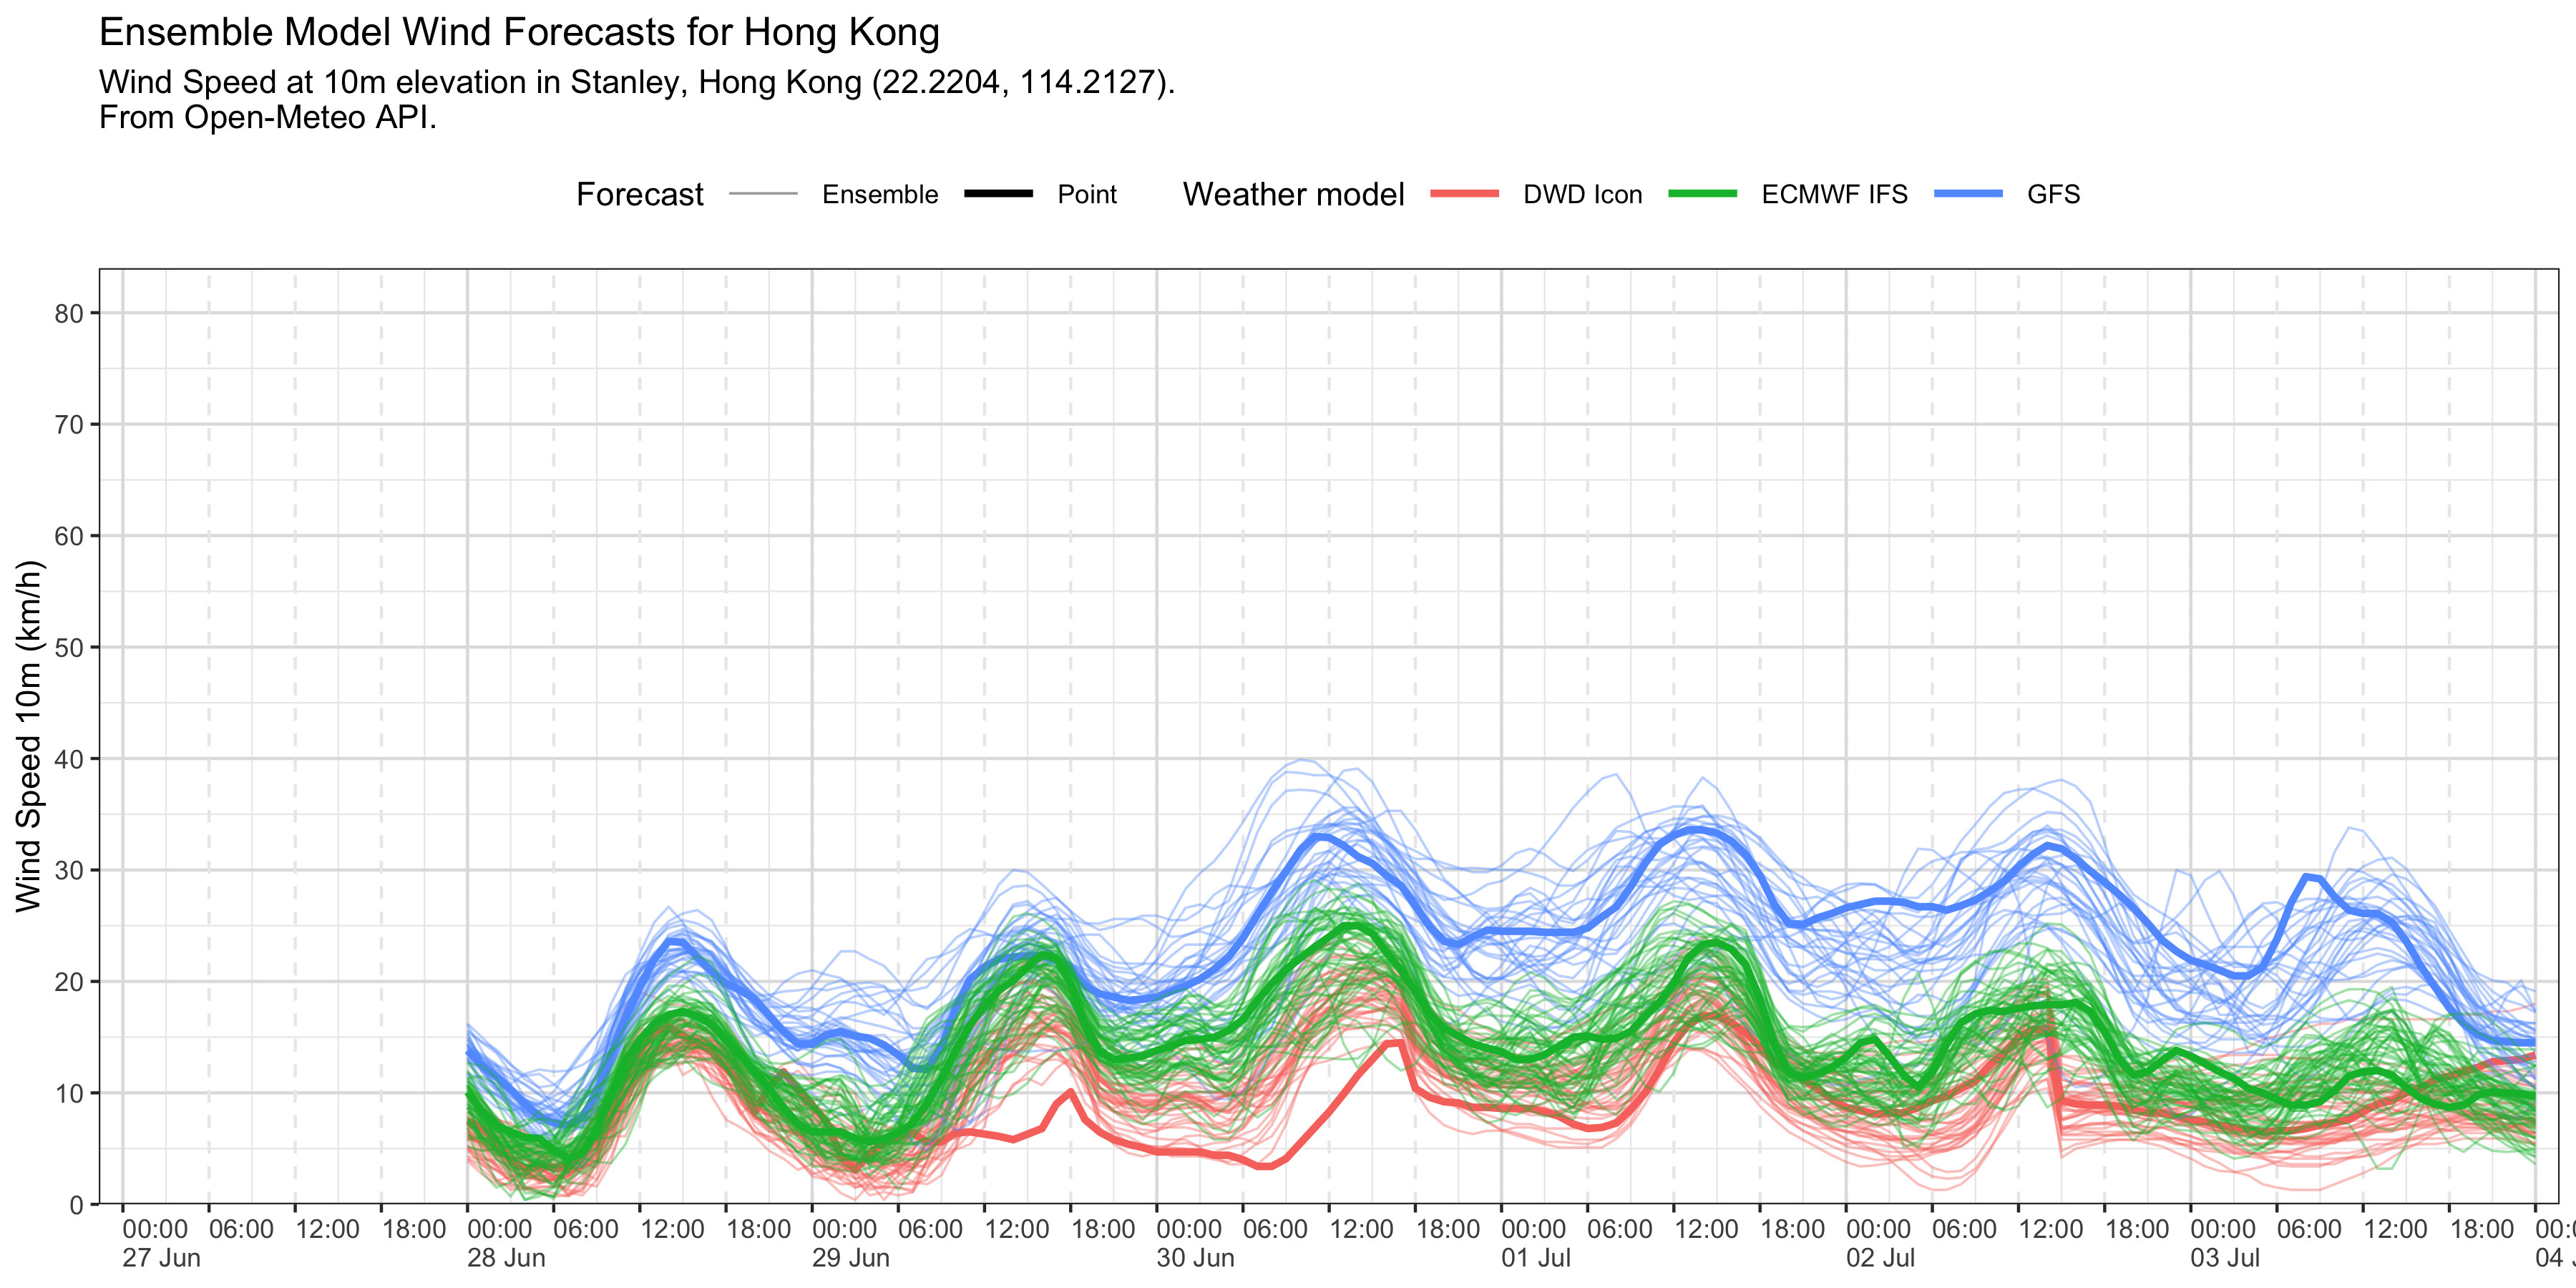 Ensemble Model Wind Forecasts for Hong Kong
Wind Speed at 10m elevation in Stanley, Hong Kong (22.2204, 114.2127).
From Open-Meteo API.
Forecast Ensemble Point Weather model DWD Icon ECMWF IFS GFS
Wind Speed 10m (km/h)
80
70
60
50
40
30
20
10
0
00:00 06:00 12:00 18:00 00:00 06:00 12:00 18:00 00:00 06:00 12:00 18:00 00:00 06:00 12:00 18:00 00:00 06:00 12:00 18:00 00:00 06:00 12:00 18:00 00:00 06:00 12:00 18:00
27 Jun 28 Jun 29 Jun 30 Jun 01 Jul 02 Jul 03 Jul 04